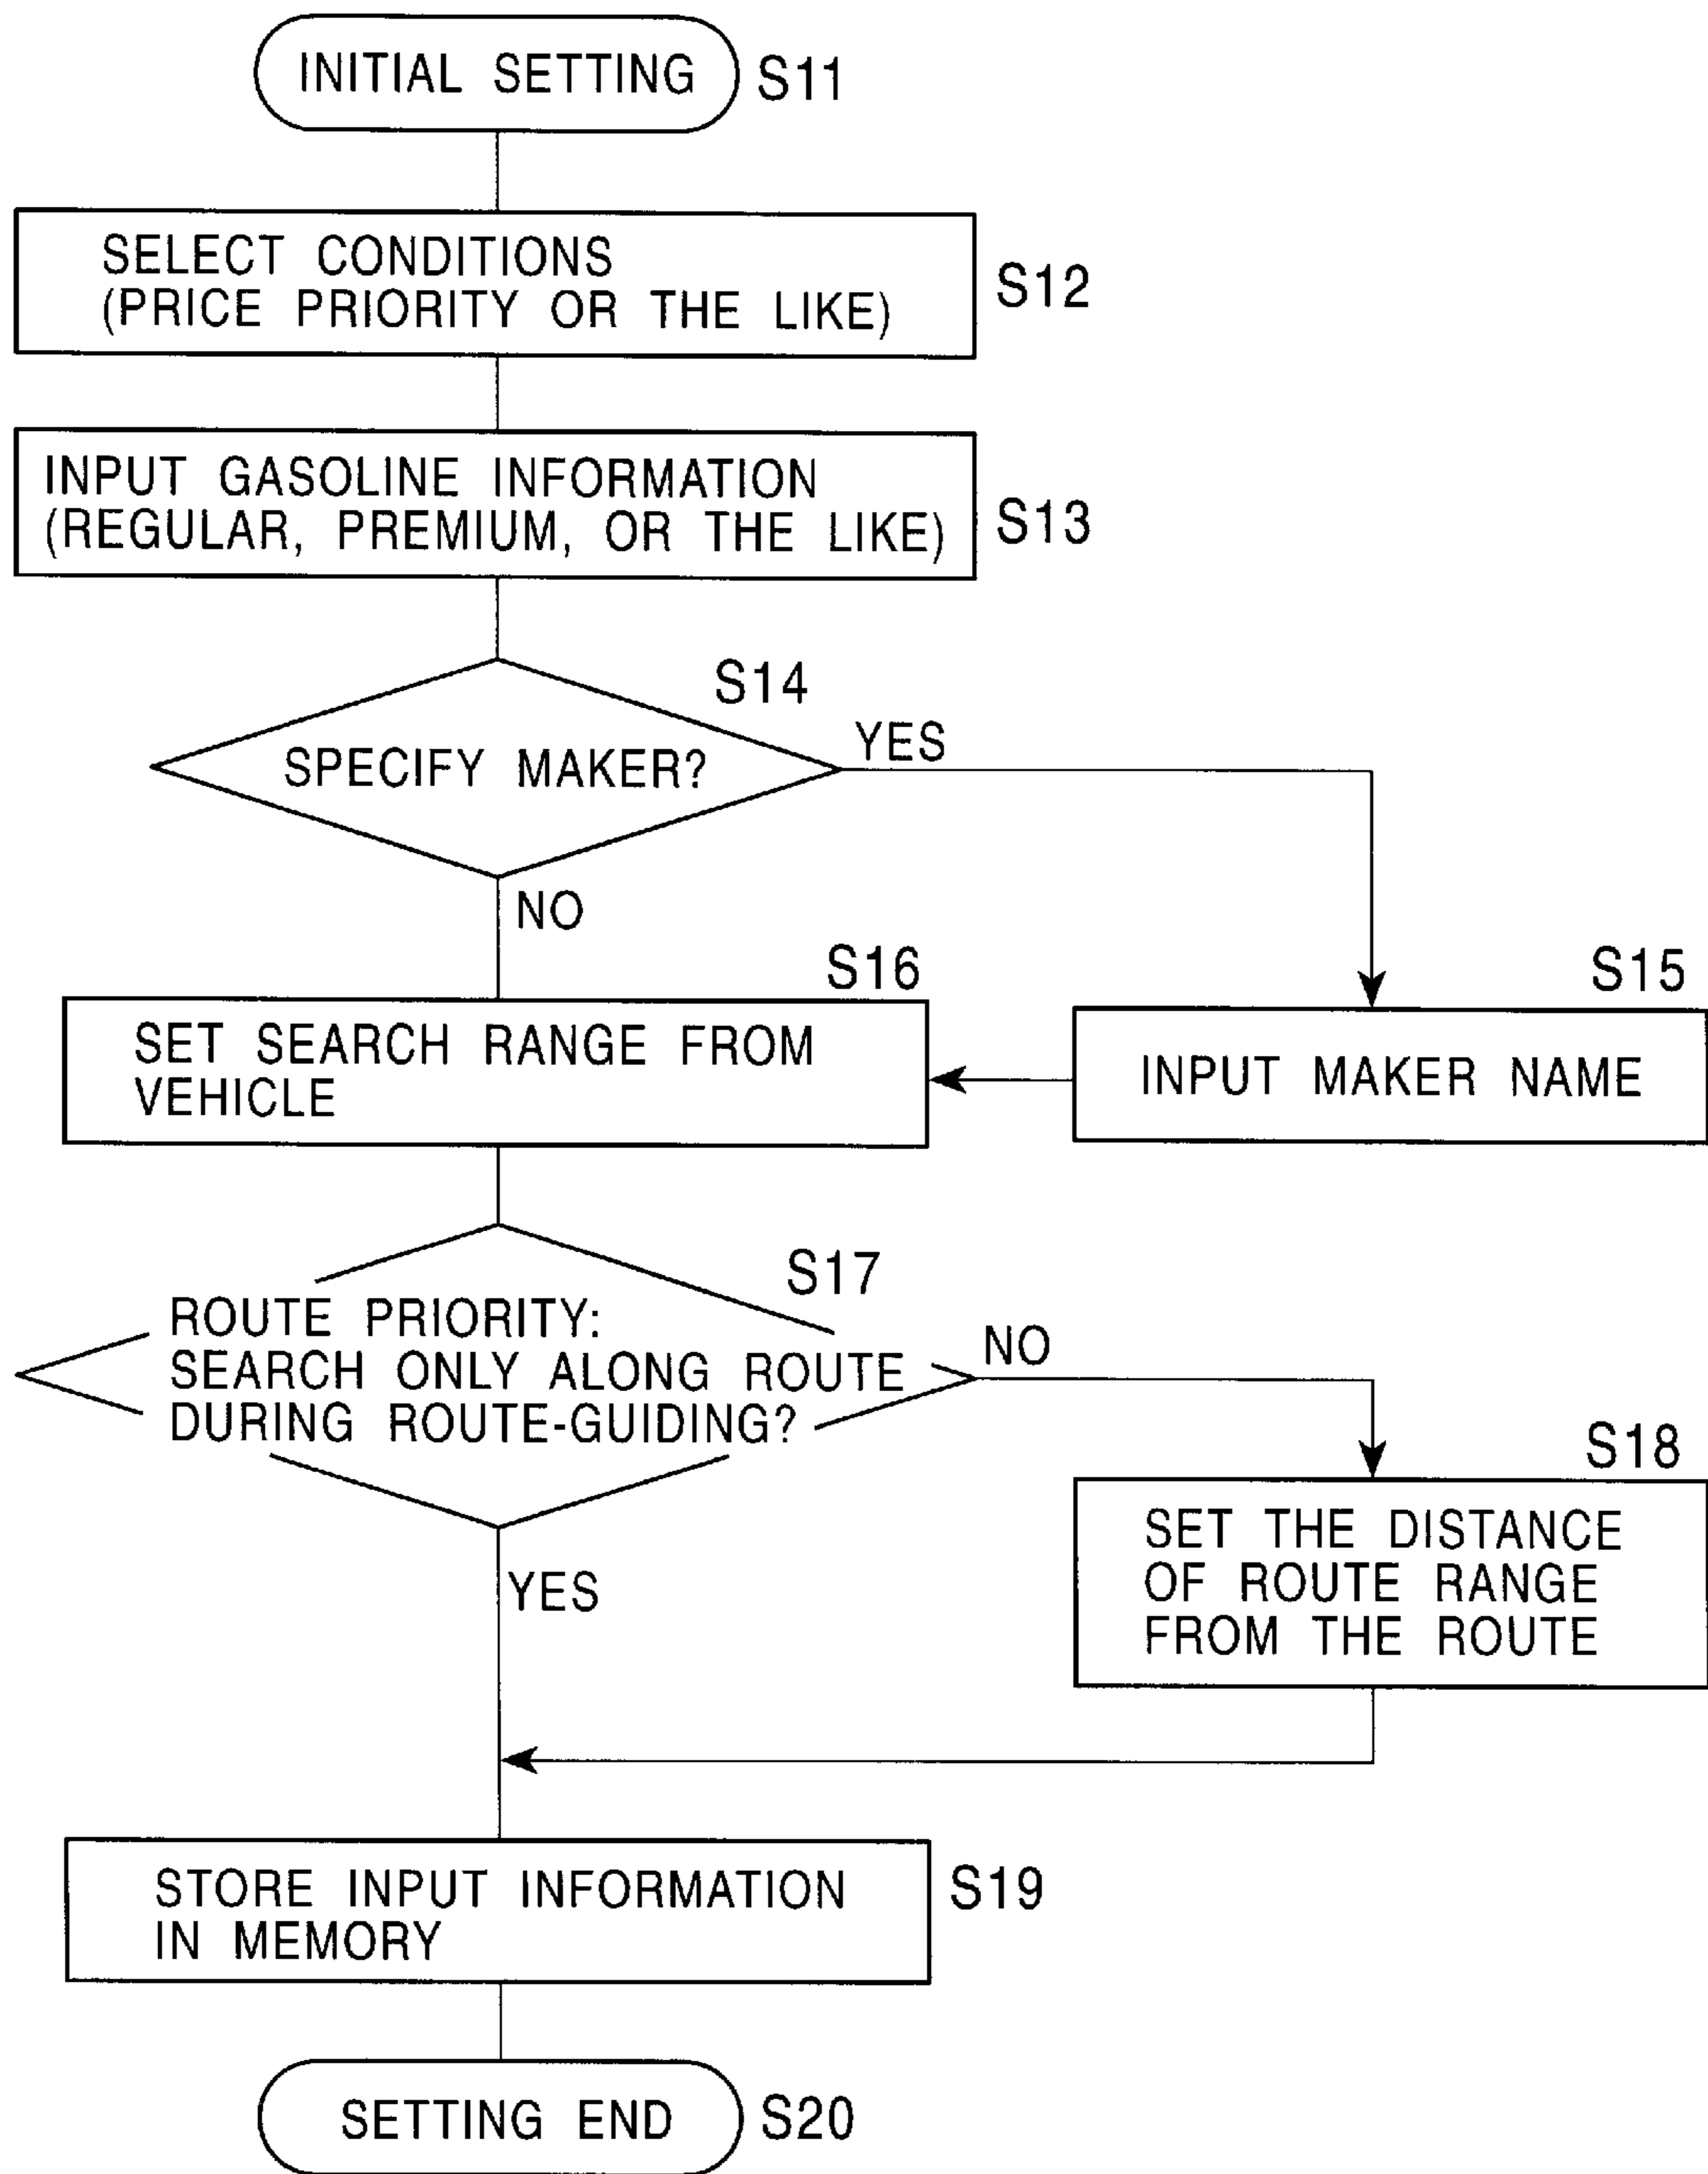 INITIAL SETTING
S11
SELECT CONDITIONS
(PRICE PRIORITY OR THE LIKE)
S12
INPUT GASOLINE INFORMATION
(REGULAR, PREMIUM, OR THE LIKE)
S13
S14
SPECIFY MAKER?
YES
NO
S16
SET SEARCH RANGE FROM
VEHICLE
S15
INPUT MAKER NAME
S17
ROUTE PRIORITY:
SEARCH ONLY ALONG ROUTE
DURING ROUTE-GUIDING?
NO
YES
S18
SET THE DISTANCE
OF ROUTE RANGE
FROM THE ROUTE
STORE INPUT INFORMATION
IN MEMORY
S19
SETTING END
S20